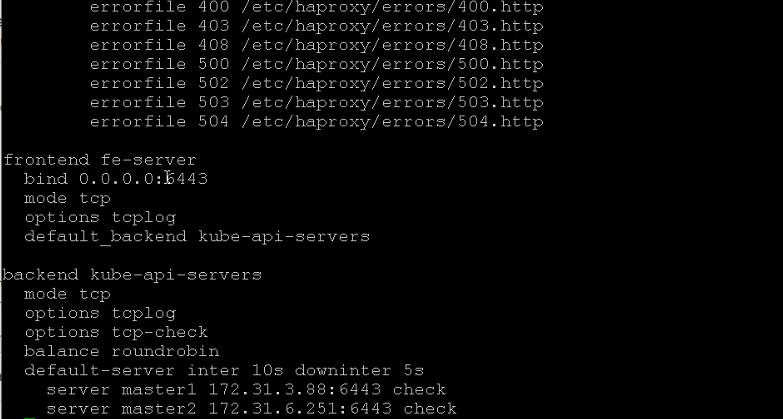 errorfile 400 /etc/haproxy/errors/400.http
errorfile 403 /etc/haproxy/errors/403.http
errorfile 408 /etc/haproxy/errors/408.http
errorfile 500 /etc/haproxy/errors/500.http
errorfile 502 /etc/haproxy/errors/502.http
errorfile 503 /etc/haproxy/errors/503.http
errorfile 504 /etc/haproxy/errors/504.http
frontend fe-server
bind 0.0.0.0:6443
mode tcp
options tcplog
default_backend kube-api-servers
backend kube-api-servers
mode tcp
options tcplog
options tcp-check
balance roundrobin
default-server inter 10s downinter 5s
server master1 172.31.3.88:6443 check
server master2 172.31.6.251:6443 check